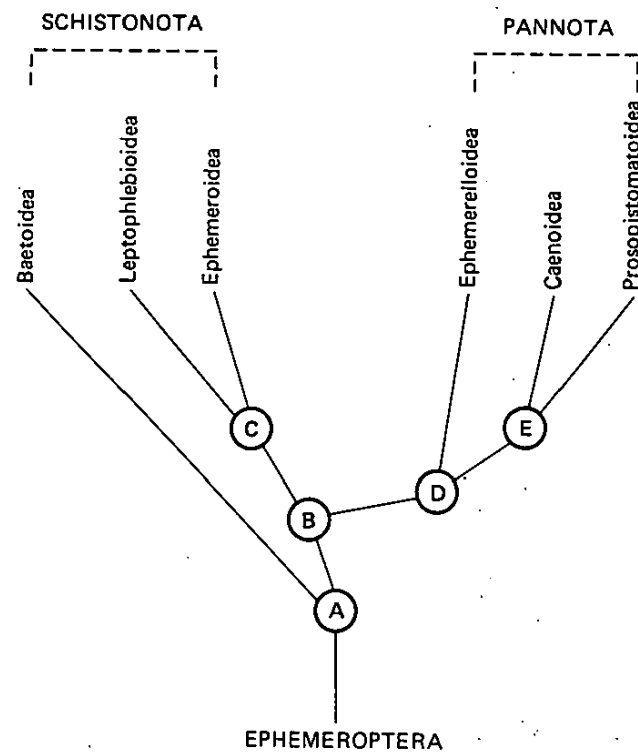 SCHISTONOTA
PANNOTA
Baetoidea
Leptophlebioidea
Ephemeroidea
Ephemerelloidea
Caenoidea
Prosopistomatoidea
C
E
D
B
A
EPHEMEROPTERA